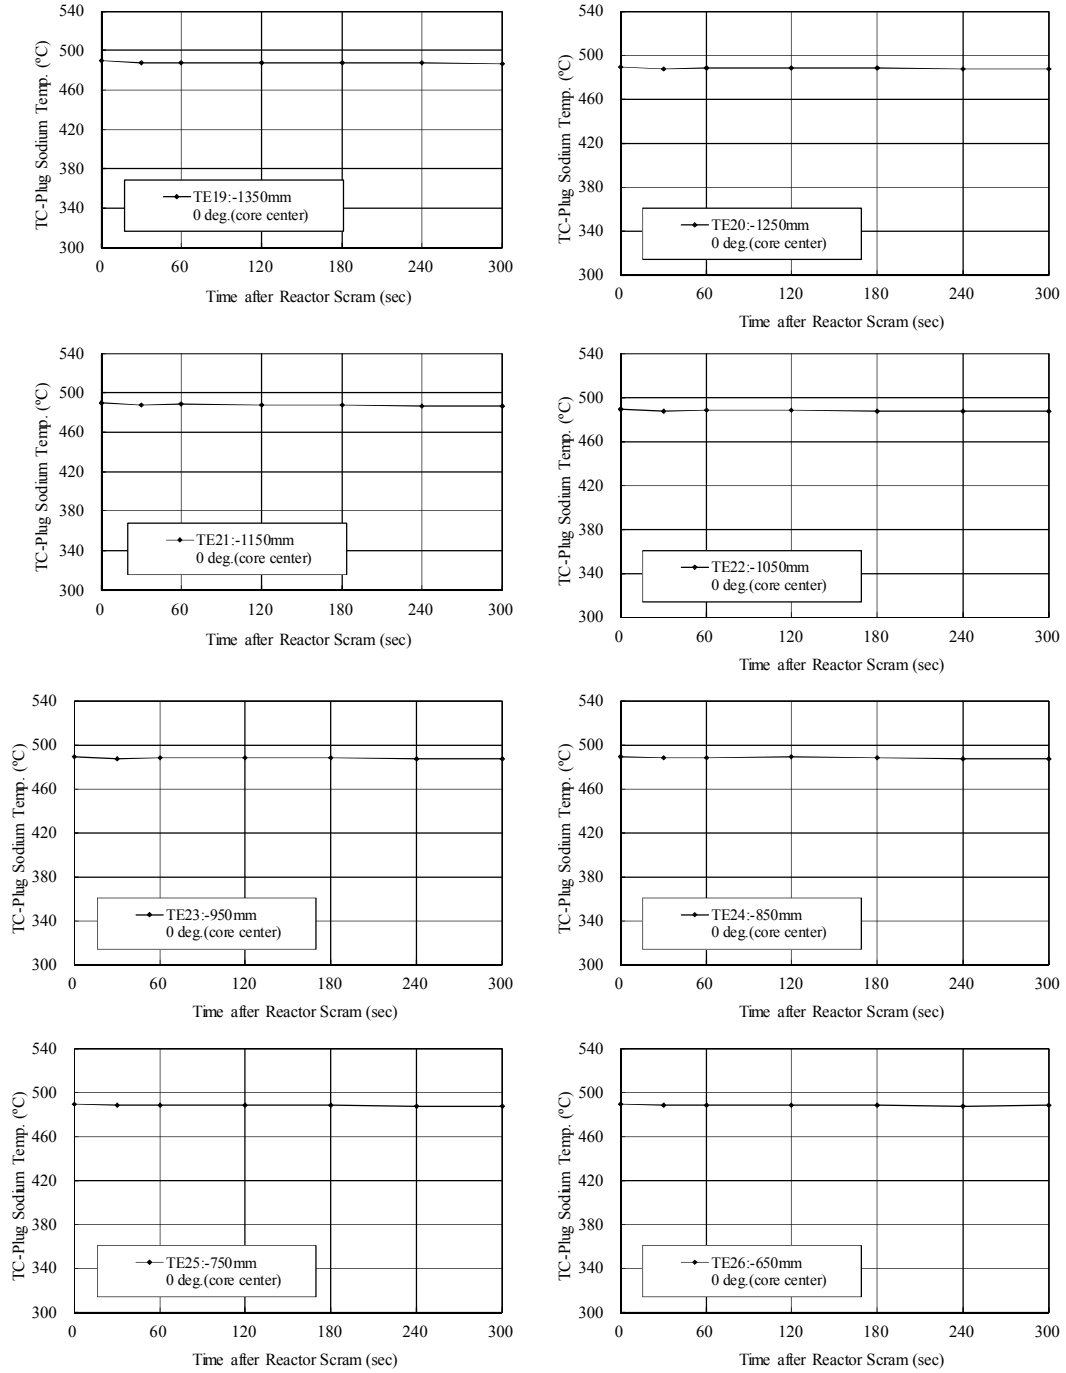 TC-Plug Sodium Temp. (°C)
540
500
460
420
380
340
300
TE19:-1350mm
0 deg.(core center)
0 60 120 180 240 300
Time after Reactor Scram (sec)
TC-Plug Sodium Temp. (°C)
540
500
460
420
380
340
300
TE20:-1250mm
0 deg.(core center)
0 60 120 180 240 300
Time after Reactor Scram (sec)
TC-Plug Sodium Temp. (°C)
540
500
460
420
380
340
300
TE21:-1150mm
0 deg.(core center)
0 60 120 180 240 300
Time after Reactor Scram (sec)
TC-Plug Sodium Temp. (°C)
540
500
460
420
380
340
300
TE22:-1050mm
0 deg.(core center)
0 60 120 180 240 300
Time after Reactor Scram (sec)
TC-Plug Sodium Temp. (°C)
540
500
460
420
380
340
300
TE23:-950mm
0 deg.(core center)
0 60 120 180 240 300
Time after Reactor Scram (sec)
TC-Plug Sodium Temp. (°C)
540
500
460
420
380
340
300
TE24:-850mm
0 deg.(core center)
0 60 120 180 240 300
Time after Reactor Scram (sec)
TC-Plug Sodium Temp. (°C)
540
500
460
420
380
340
300
TE25:-750mm
0 deg.(core center)
0 60 120 180 240 300
Time after Reactor Scram (sec)
TC-Plug Sodium Temp. (°C)
540
500
460
420
380
340
300
TE26:-650mm
0 deg.(core center)
0 60 120 180 240 300
Time after Reactor Scram (sec)